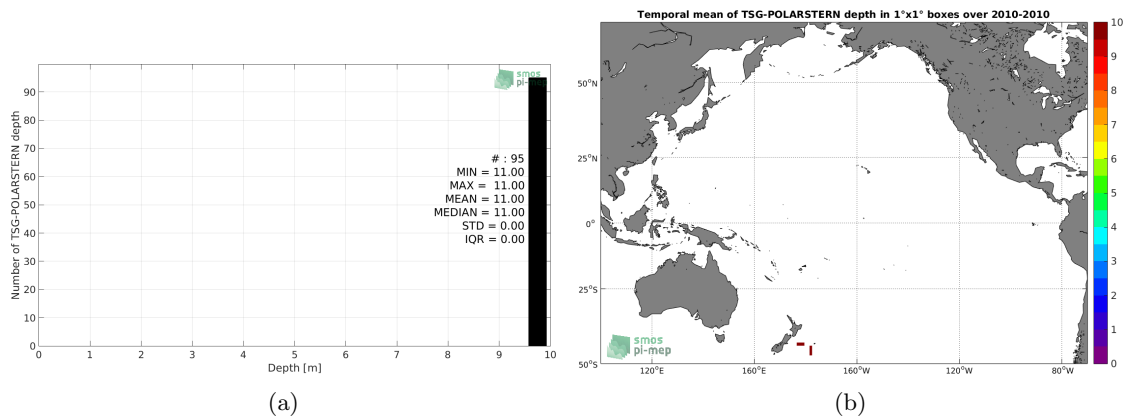 smos
pi-mep
Number of TSG-POLARSTERN depth
90
80
70
60
50
40
30
20
10
0
# : 95
MIN = 11.00
MAX = 11.00
MEAN = 11.00
MEDIAN = 11.00
STD = 0.00
IQR = 0.00
0 1 2 3 4 5 6 7 8 9 10
Depth [m]
(a)
Temporal mean of TSG-POLARSTERN depth in 1°x1° boxes over 2010-2010
50°N
25°N
0°
25°S
50°S
120°E 160°E 160°W 120°W 80°W
smos
pi-mep
10
9
8
7
6
5
4
3
2
1
0
(b)